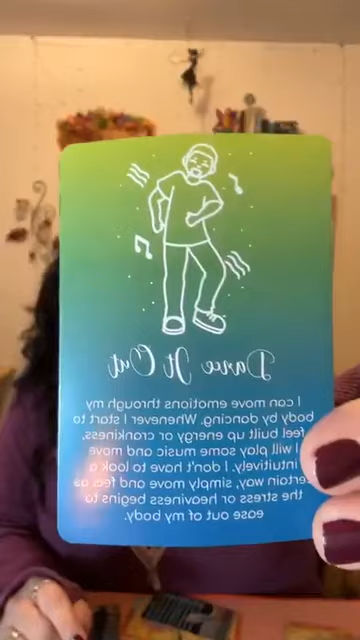 Dance It Out
I can move emotions through my
body by dancing. Whenever I start to
feel built up energy or crankiness,
I will play some music and move
intuitively. I don't have to look a
certain way, simply move and feel as
the stress or heaviness begins to
ease out of my body.